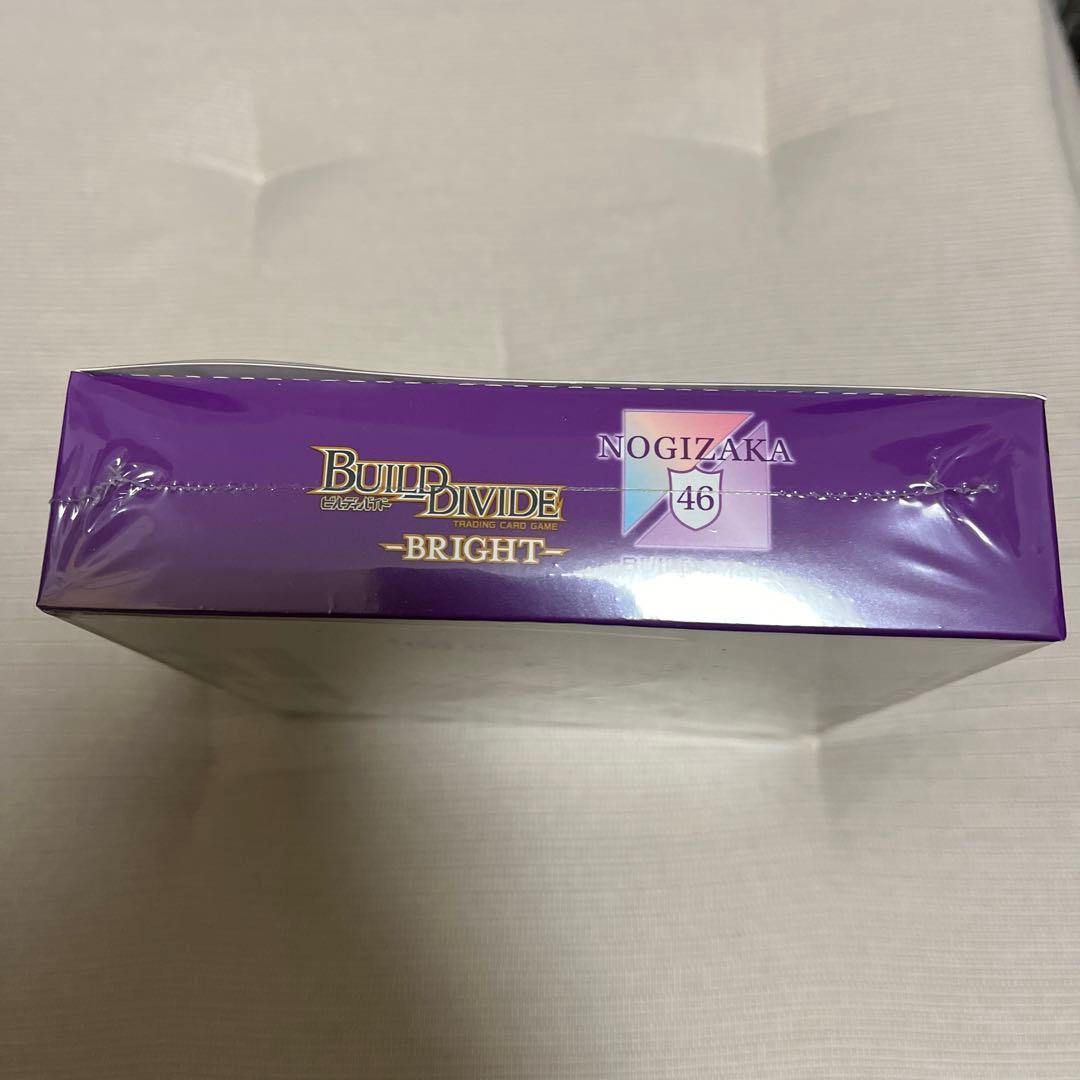 BUILD DIVIDE
ビルディバイド
TRADING CARD GAME
-BRIGHT-
NOGIZAKA
46